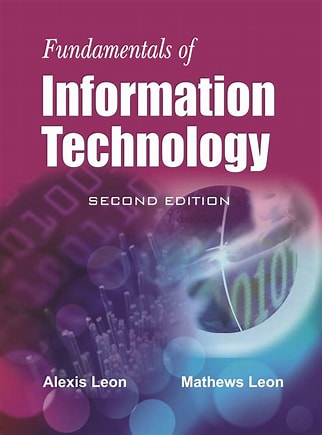 Fundamentals of
Information
Technology
SECOND EDITION
Alexis Leon Mathews Leon